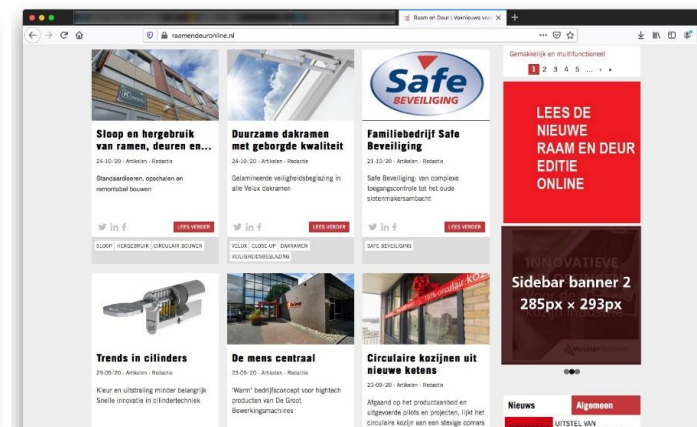 Raam en Deur | Vaknieuws voor
raamendeuronline.nl
Sloop en hergebruik
van ramen, deuren en...
24-10-'20 - Artikelen - Redactie
Standaardiseren, opschalen en
remontabel bouwen
LEES VERDER
SLOOP HERGEBRUIK CIRCULAIR BOUWEN
Duurzame dakramen
met geborgde kwaliteit
24-10-'20 - Artikelen - Redactie
Gelamineerde veiligheidsbeglazing in
alle Velux dakramen
LEES VERDER
VELUX CLOSE-UP DAKRAMEN
VEILIGHEIDSBEGLAZING
Safe
BEVEILIGING
Familiebedrijf Safe
Beveiliging
21-10-'20 - Artikelen - Redactie
Safe Beveiliging: van complexe
toegangscontrole tot het oude
slotenmakersambacht
LEES VERDER
SAFE BEVEILIGING
Trends in cilinders
29-09-'20 - Artikelen - Redactie
Kleur en uitstraling minder belangrijk
Snelle innovatie in cilindertechniek
De mens centraal
23-09-'20 - Artikelen - Redactie
'Warm' bedrijfsconcept voor hightech
producten van De Groot
Bewerkingsmachines
100% circulair
Circulaire kozijnen uit
nieuwe ketens
23-09-'20 - Artikelen - Redactie
Afgaand op het productaanbod en
uitgevoerde pilots en projecten, lijkt het
circulaire kozijn aan een stevige opmars
Gemakkelijk en multifunctioneel
1 2 3 4 5 ... › »
LEES DE
NIEUWE
RAAM EN DEUR
EDITIE
ONLINE
INNOVATIEVE
Sidebar banner 2
285px × 293px
Nieuws Algemeen
UITSTEL VAN